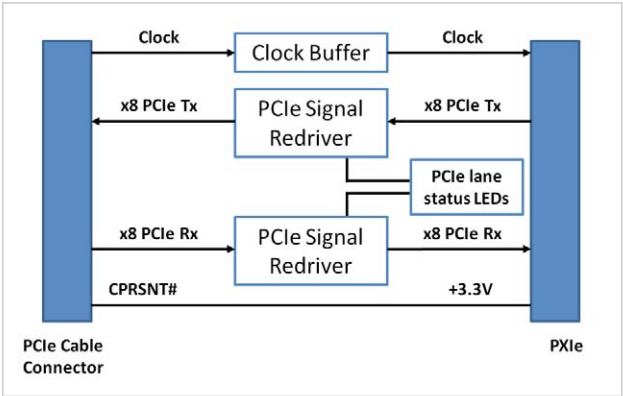 Clock
Clock Buffer
Clock
x8 PCIe Tx
PCIe Signal
Redriver
x8 PCIe Tx
PCIe lane
status LEDs
x8 PCIe Rx
PCIe Signal
Redriver
x8 PCIe Rx
CPRSNT#
+3.3V
PCIe Cable
Connector
PXIe